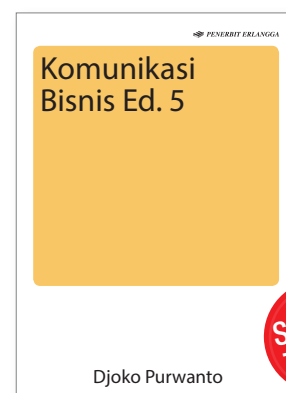 PENERBIT ERLANGGA
Komunikasi
Bisnis Ed. 5
Djoko Purwanto